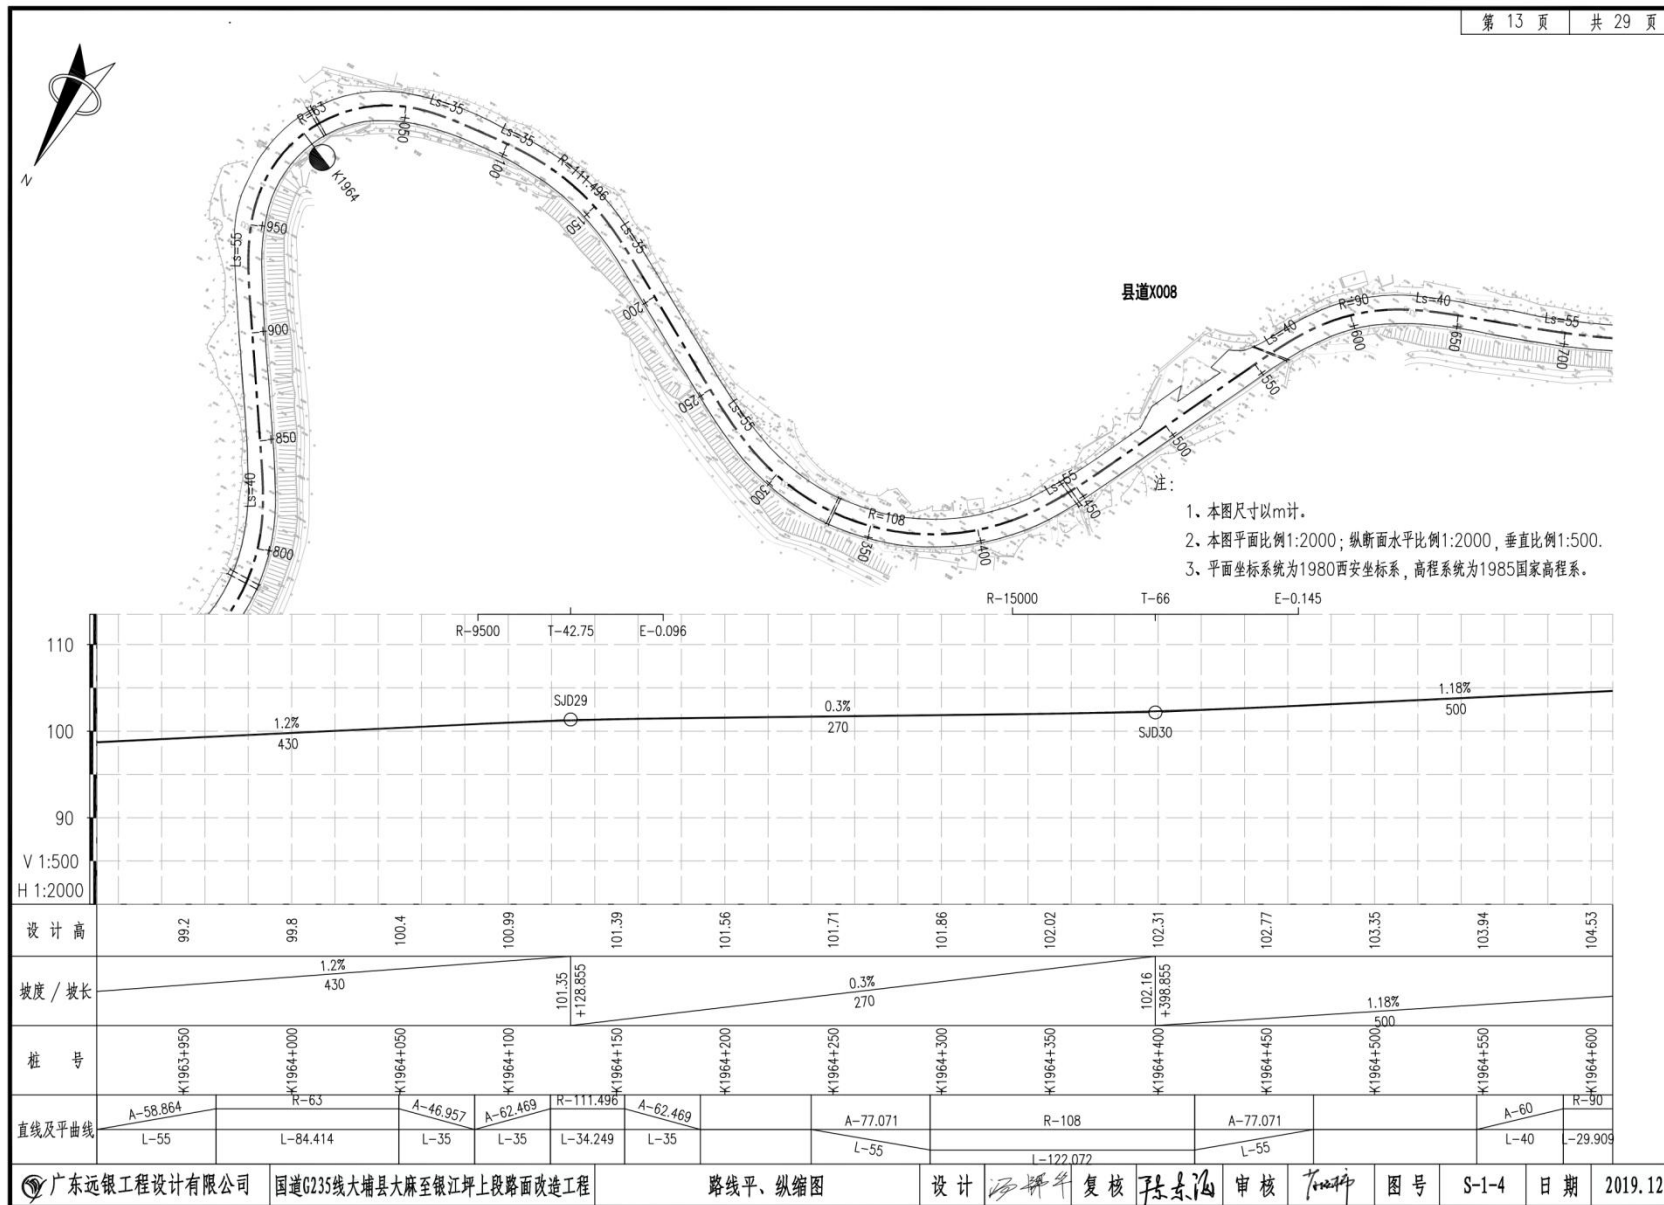 第 13 页 共 29 页
N
R=63
Ls=35
+050
Ls=35
+100
R=111.496
+150
Ls=35
K1964
+950
Ls=55
+900
+850
Ls=40
+800
+200
+250
Ls=55
+300
R=108
+350
+400
Ls=55
+450
+500
+550
Ls=40
R=90
+600
Ls=40
+650
Ls=55
+700
县道X008
注:
1、本图尺寸以m计。
2、本图平面比例1:2000;纵断面水平比例1:2000,垂直比例1:500.
3、平面坐标系统为1980西安坐标系,高程系统为1985国家高程系。
R-9500 T-42.75 E-0.096
R-15000 T-66 E-0.145
110
100
90
V 1:500
H 1:2000
1.2%
430
SJD29
0.3%
270
SJD30
1.18%
500
设计高 99.2 99.8 100.4 100.99 101.39 101.56 101.71 101.86 102.02 102.31 102.77 103.35 103.94 104.53
坡度 / 坡长 1.2% 430 101.35 +128.855 0.3% 270 102.16 +398.855 1.18% 500
桩 号 K1963+950 K1964+000 K1964+050 K1964+100 K1964+150 K1964+200 K1964+250 K1964+300 K1964+350 K1964+400 K1964+450 K1964+500 K1964+550 K1964+600
直线及平曲线 A-58.864 R-63 A-46.957 A-62.469 R-111.496 A-62.469 A-77.071 R-108 A-77.071 A-60 R-90
L-55 L-84.414 L-35 L-35 L-34.249 L-35 L-55 L-122.072 L-55 L-40 L-29.909
广东远银工程设计有限公司 国道G235线大埔县大麻至银江坪上段路面改造工程 路线平、纵缩图 设计 复核 审核 图号 S-1-4 日期 2019.12